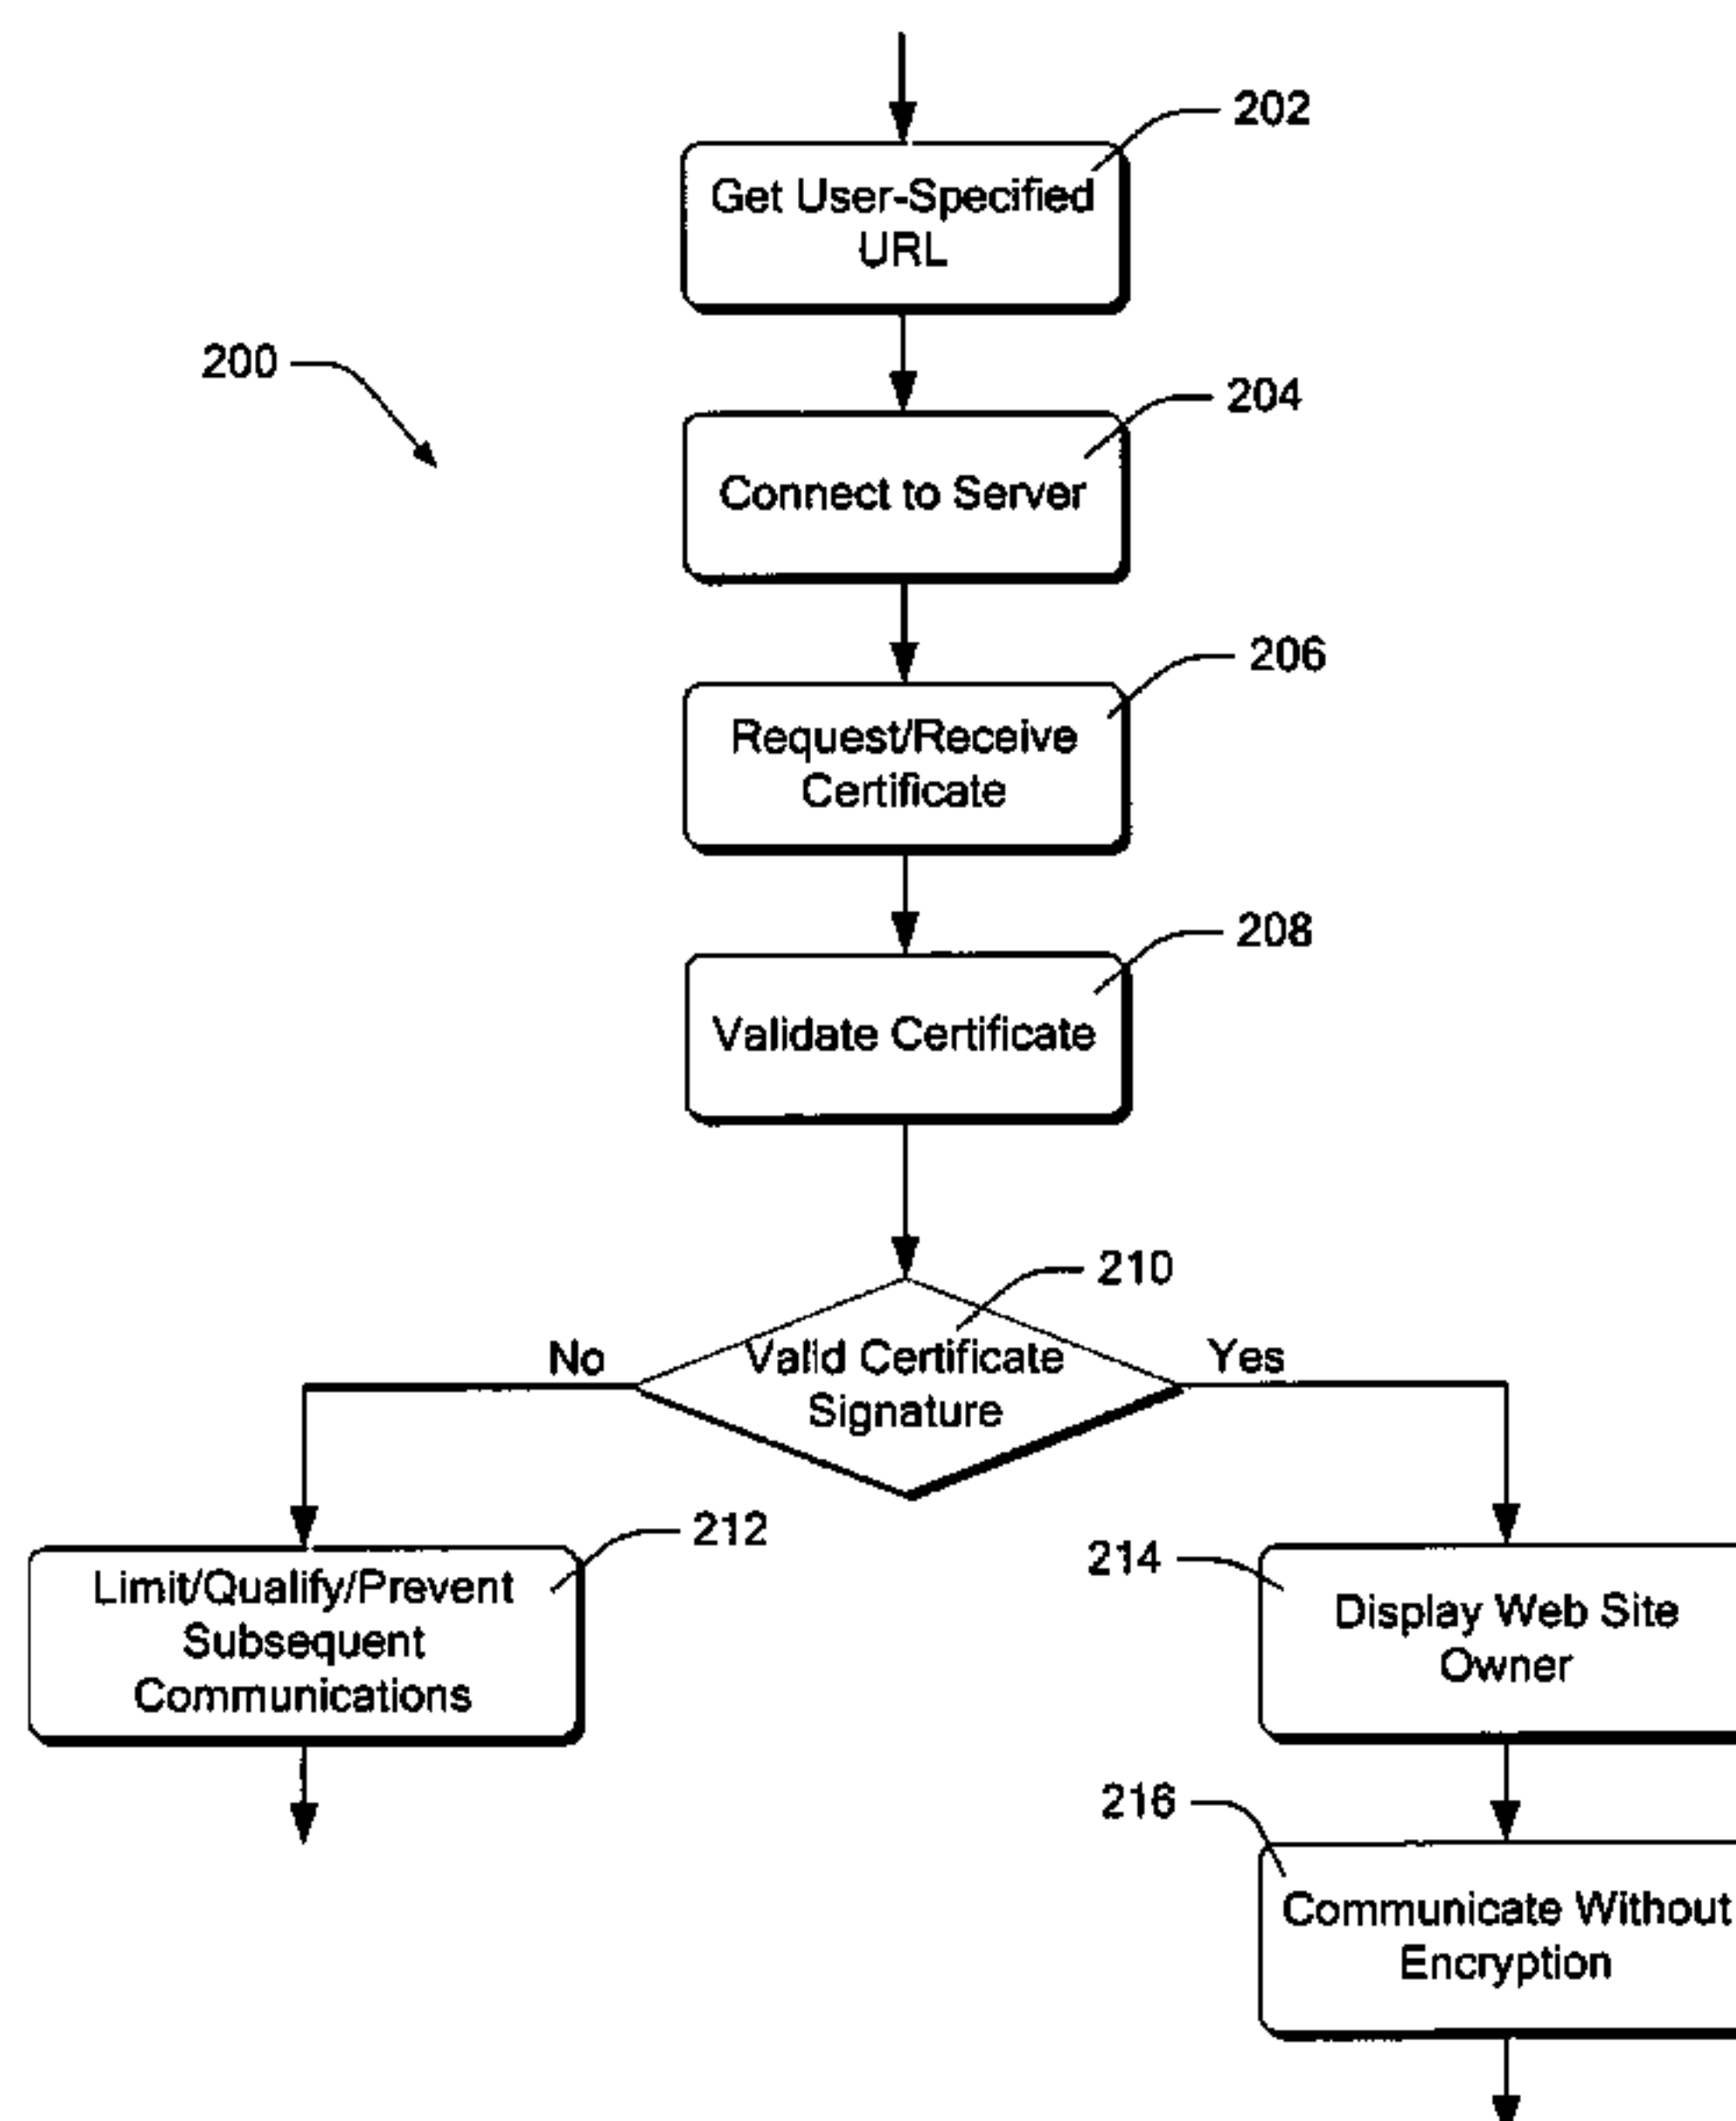 202
Get User-Specified
URL
200
204
Connect to Server
206
Request/Receive
Certificate
208
Validate Certificate
210
No
Valid Certificate
Signature
Yes
212
Limit/Qualify/Prevent
Subsequent
Communications
214
Display Web Site
Owner
216
Communicate Without
Encryption